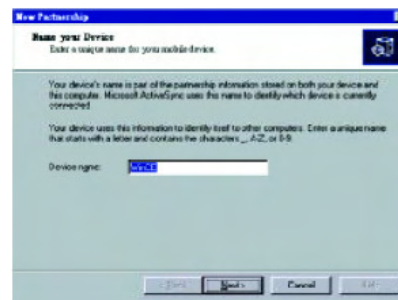 New Partnership
Name your Device
Enter a unique name for your mobile device.
Your device's name is part of the partnership information stored on both your device and
this computer. Microsoft ActiveSync uses this name to identify which device is currently
connected.
Your device uses this information to identify itself to other computers. Enter a unique name
that starts with a letter and contains the characters _, A-Z, or 0-9.
Device name:
WinCE
< Back
Next >
Cancel